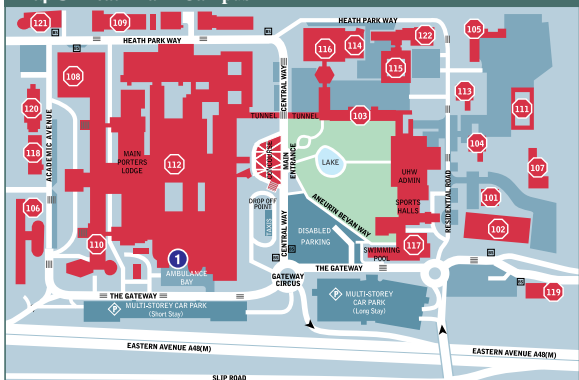 121
109
HEATH PARK WAY
HEATH PARK WAY
122
105
116
114
115
108
CENTRAL WAY
113
111
120
TUNNEL
TUNNEL
103
ACADEMIC AVENUE
118
MAIN
PORTERS
LODGE
112
CONCOURSE
MAIN
ENTRANCE
LAKE
104
107
UHW
ADMIN
RESIDENTIAL ROAD
101
106
DROP OFF
POINT
TAXIS
ANEURIN BEVAN WAY
SPORTS
HALLS
102
CENTRAL WAY
DISABLED
PARKING
110
1
117
SWIMMING
POOL
AMBULANCE
BAY
THE GATEWAY
GATEWAY
CIRCUS
THE GATEWAY
P
MULTI-STOREY CAR PARK
(Short Stay)
P
MULTI-STOREY
CAR PARK
(Long Stay)
119
EASTERN AVENUE A48(M)
EASTERN AVENUE A48(M)
SLIP ROAD